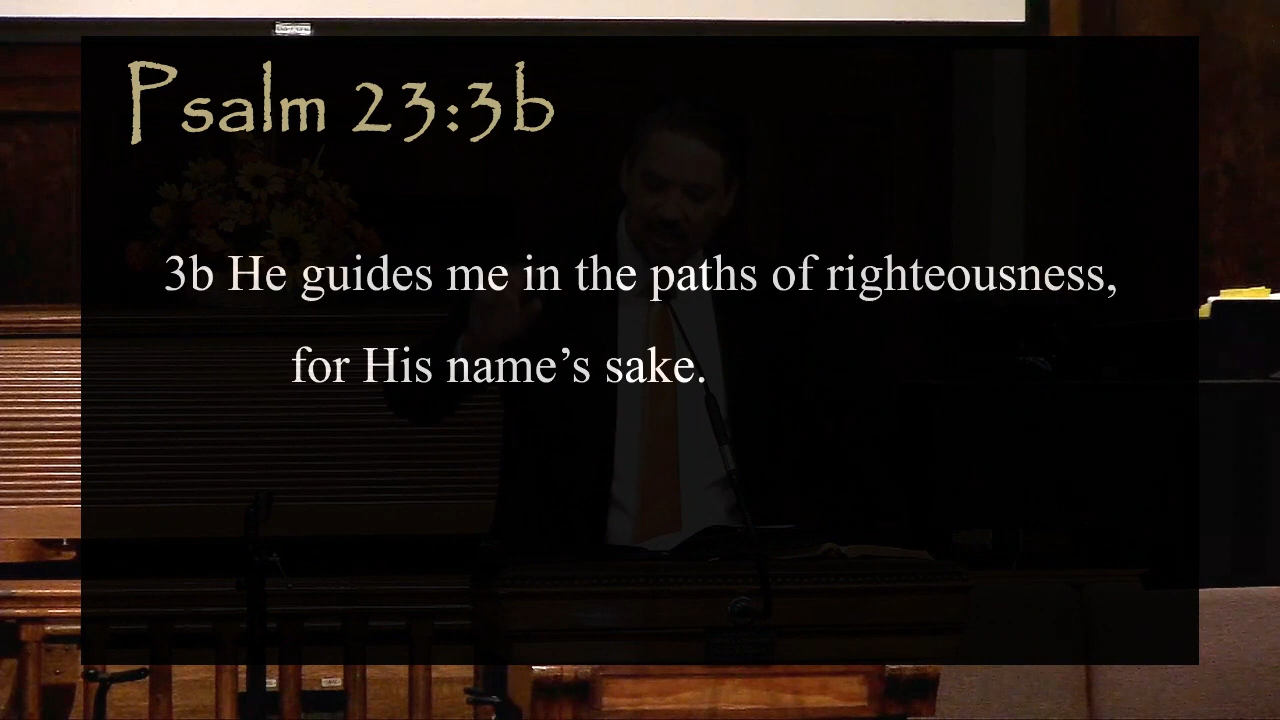 Psalm 23:3b
3b He guides me in the paths of righteousness,
for His name’s sake.